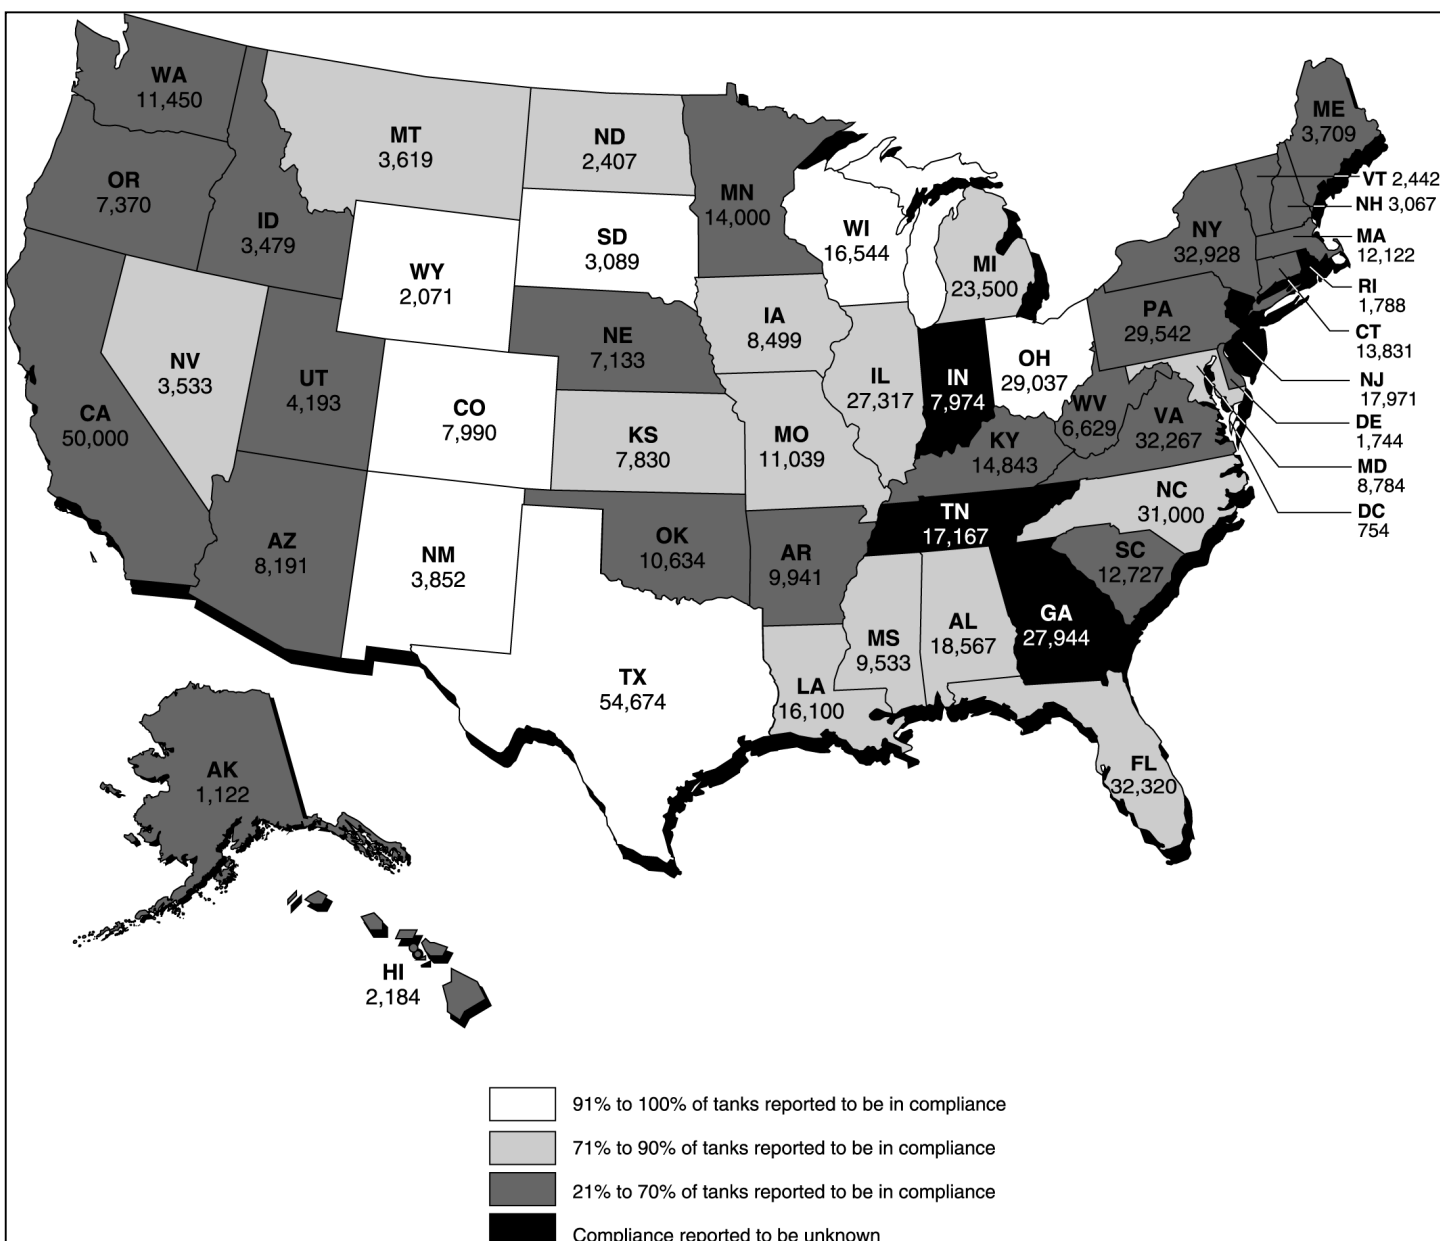 WA
11,450
MT
3,619
ND
2,407
MN
14,000
ME
3,709
OR
7,370
ID
3,479
SD
3,089
WI
16,544
MI
23,500
NY
32,928
VT 2,442
NH 3,067
MA
12,122
RI
1,788
CT
13,831
NJ
17,971
DE
1,744
MD
8,784
DC
754
WY
2,071
NE
7,133
IA
8,499
PA
29,542
NV
3,533
UT
4,193
CO
7,990
KS
7,830
MO
11,039
IL
27,317
IN
7,974
OH
29,037
WV
6,629
VA
32,267
KY
14,843
CA
50,000
AZ
8,191
NM
3,852
OK
10,634
AR
9,941
TN
17,167
NC
31,000
SC
12,727
TX
54,674
LA
16,100
MS
9,533
AL
18,567
GA
27,944
FL
32,320
AK
1,122
HI
2,184
91% to 100% of tanks reported to be in compliance
71% to 90% of tanks reported to be in compliance
21% to 70% of tanks reported to be in compliance
Compliance reported to be unknown